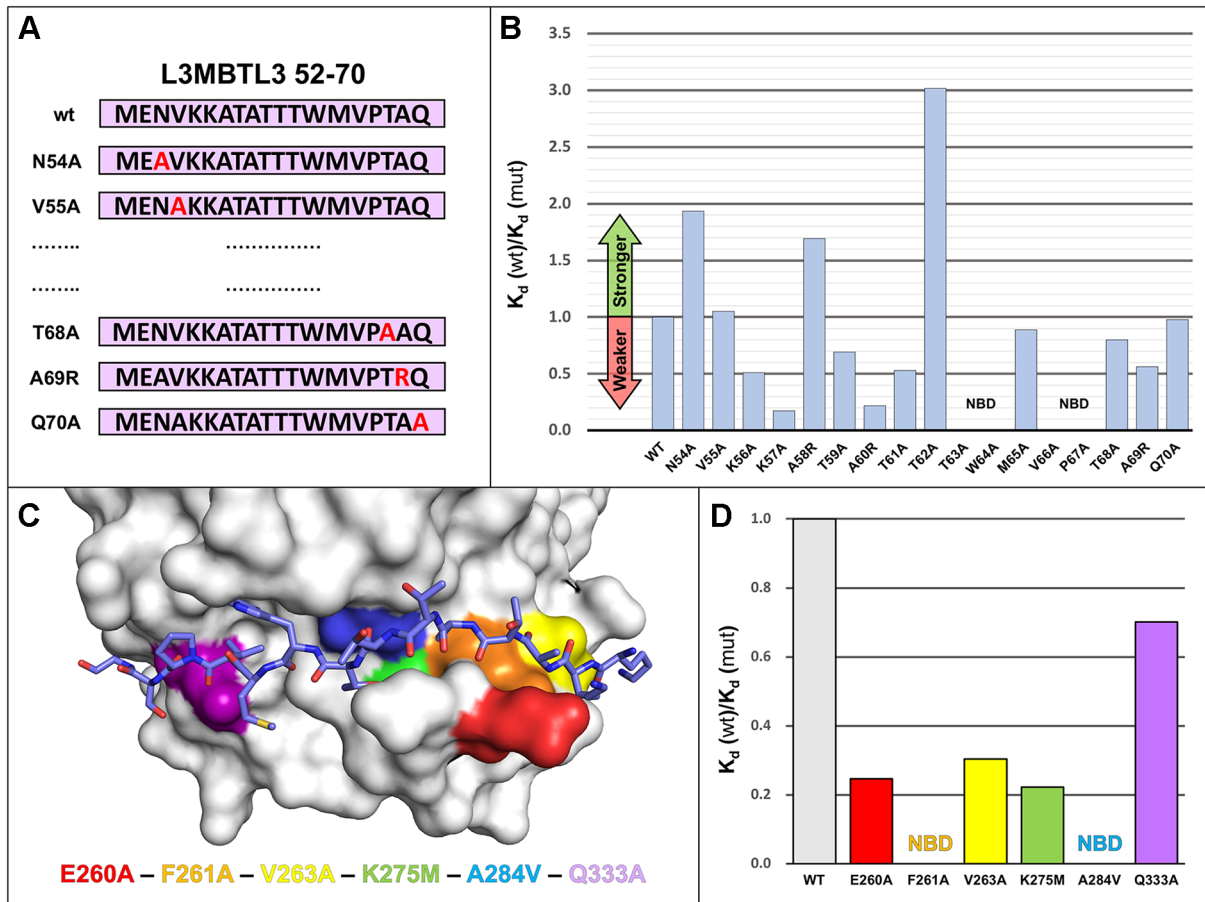 A
L3MBTL3 52-70
wt MENVKKATATTTWMVPTAQ
N54A MEAVKKATATTTWMVPTAQ
V55A MENAKKATATTTWMVPTAQ
........ ...............
........ ...............
T68A MENVKKATATTTWMVPAAQ
A69R MEAVKKATATTTWMVPTRQ
Q70A MENAKKATATTTWMVPTAA
B
Kd (wt)/Kd (mut)
3.5
3.0
2.5
2.0
1.5
1.0
0.5
0.0
Stronger
Weaker
NBD NBD
WT N54A V55A K56A K57A A58R T59A A60R T61A T62A T63A W64A M65A V66A P67A T68A A69R Q70A
C
E260A – F261A – V263A – K275M – A284V – Q333A
D
Kd (wt)/Kd (mut)
1.0
0.8
0.6
0.4
0.2
0.0
NBD NBD
WT E260A F261A V263A K275M A284V Q333A